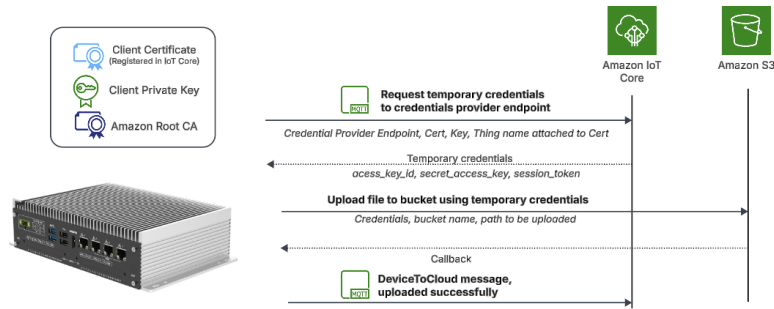 Client Certificate
(Registered in IoT Core)
Client Private Key
Amazon Root CA
Amazon IoT
Core
Amazon S3
MQTT
Request temporary credentials
to credentials provider endpoint
Credential Provider Endpoint, Cert, Key, Thing name attached to Cert
Temporary credentials
acess_key_id, secret_access_key, session_token
Upload file to bucket using temporary credentials
Credentials, bucket name, path to be uploaded
Callback
MQTT
DeviceToCloud message,
uploaded successfully